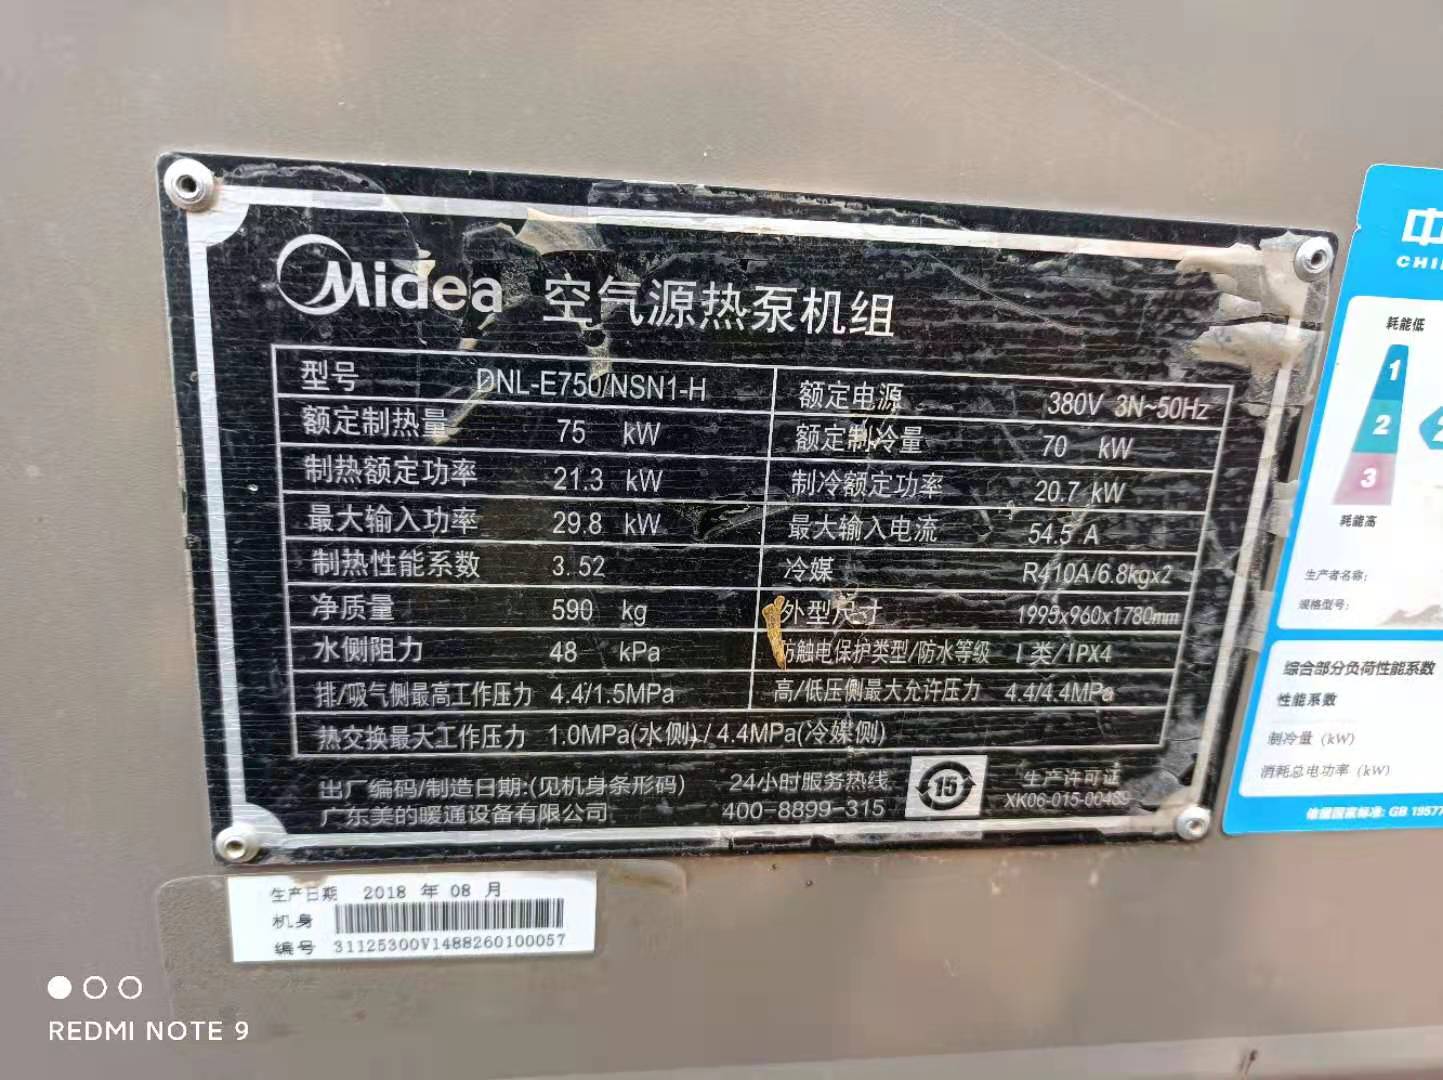 Midea 空气源热泵机组
型号 DNL-E750/NSN1-H 额定电源 380V 3N~50Hz
额定制热量 75 kW 额定制冷量 70 kW
制热额定功率 21.3 kW 制冷额定功率 20.7 kW
最大输入功率 29.8 kW 最大输入电流 54.5 A
制热性能系数 3.52 冷媒 R410A/6.8kgx2
净质量 590 kg 外型尺寸 1995x960x1780mm
水侧阻力 48 kPa 防触电保护类型/防水等级 I 类/IPX4
排/吸气侧最高工作压力 4.4/1.5MPa 高/低压侧最大允许压力 4.4/4.4MPa
热交换最大工作压力 1.0MPa(水侧)/4.4MPa(冷媒侧)
出厂编码/制造日期:(见机身条形码) 24小时服务热线 15 生产许可证
广东美的暖通设备有限公司 400-8899-315 XK06-015-00489
生产日期 2018 年 08 月
机身
编号 31125300V1488260100057
中
CHI
耗能低
1
2
2
3
耗能高
生产者名称:
规格型号:
综合部分负荷性能系数
性能系数
制冷量 (kW)
消耗总电功率 (kW)
依据国家标准: GB 19577
REDMI NOTE 9